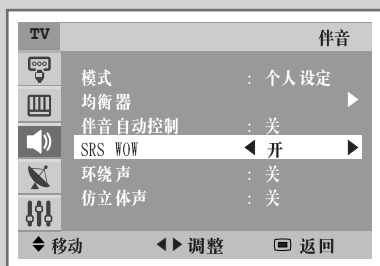 TV 伴音
模式 : 个人设定
均衡器
伴音自动控制 : 关
SRS WOW 开
环绕声 : 关
仿立体声 : 关
移动 调整 返回